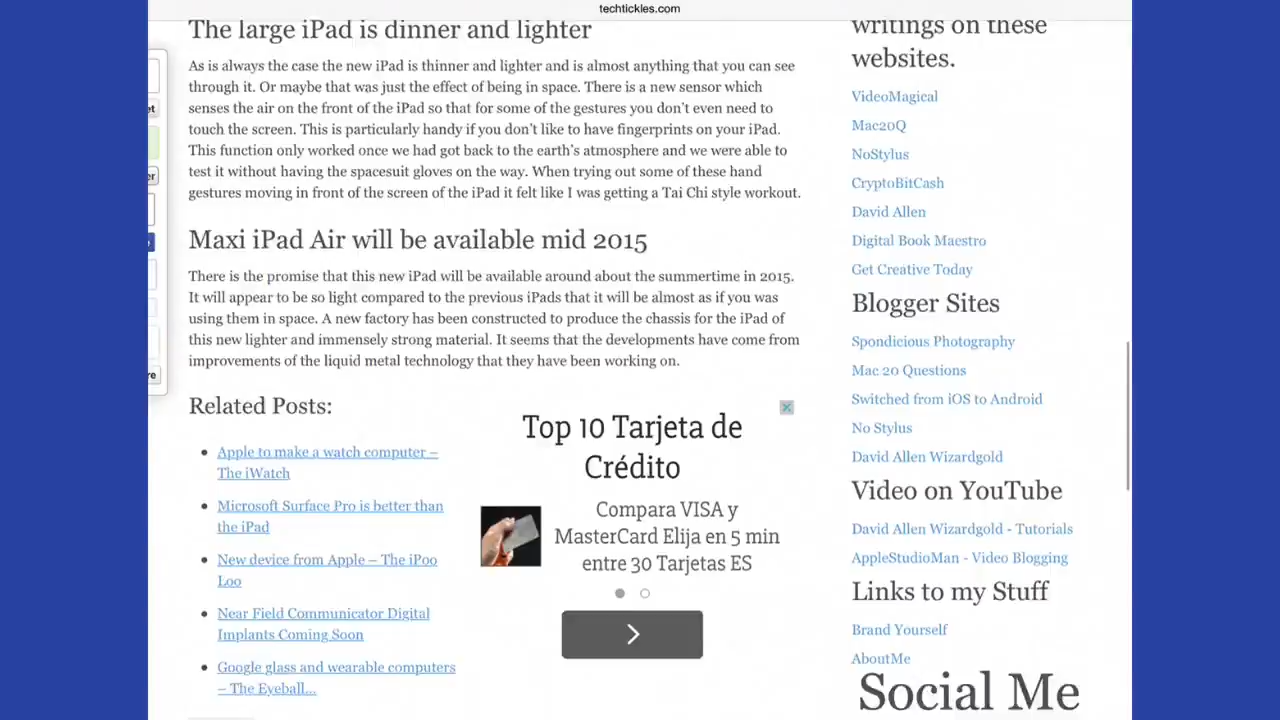 techtickles.com
The large iPad is dinner and lighter
As is always the case the new iPad is thinner and lighter and is almost anything that you can see
through it. Or maybe that was just the effect of being in space. There is a new sensor which
senses the air on the front of the iPad so that for some of the gestures you don't even need to
touch the screen. This is particularly handy if you don't like to have fingerprints on your iPad.
This function only worked once we had got back to the earth's atmosphere and we were able to
test it without having the spacesuit gloves on the way. When trying out some of these hand
gestures moving in front of the screen of the iPad it felt like I was getting a Tai Chi style workout.
Maxi iPad Air will be available mid 2015
There is the promise that this new iPad will be available around about the summertime in 2015.
It will appear to be so light compared to the previous iPads that it will be almost as if you was
using them in space. A new factory has been constructed to produce the chassis for the iPad of
this new lighter and immensely strong material. It seems that the developments have come from
improvements of the liquid metal technology that they have been working on.
Related Posts:
Apple to make a watch computer –
The iWatch
Microsoft Surface Pro is better than
the iPad
New device from Apple – The iPoo
Loo
Near Field Communicator Digital
Implants Coming Soon
Google glass and wearable computers
– The Eyeball...
Top 10 Tarjeta de
Crédito
Compara VISA y
MasterCard Elija en 5 min
entre 30 Tarjetas ES
writings on these
websites.
VideoMagical
Mac20Q
NoStylus
CryptoBitCash
David Allen
Digital Book Maestro
Get Creative Today
Blogger Sites
Spondicious Photography
Mac 20 Questions
Switched from iOS to Android
No Stylus
David Allen Wizardgold
Video on YouTube
David Allen Wizardgold - Tutorials
AppleStudioMan - Video Blogging
Links to my Stuff
Brand Yourself
AboutMe
Social Me